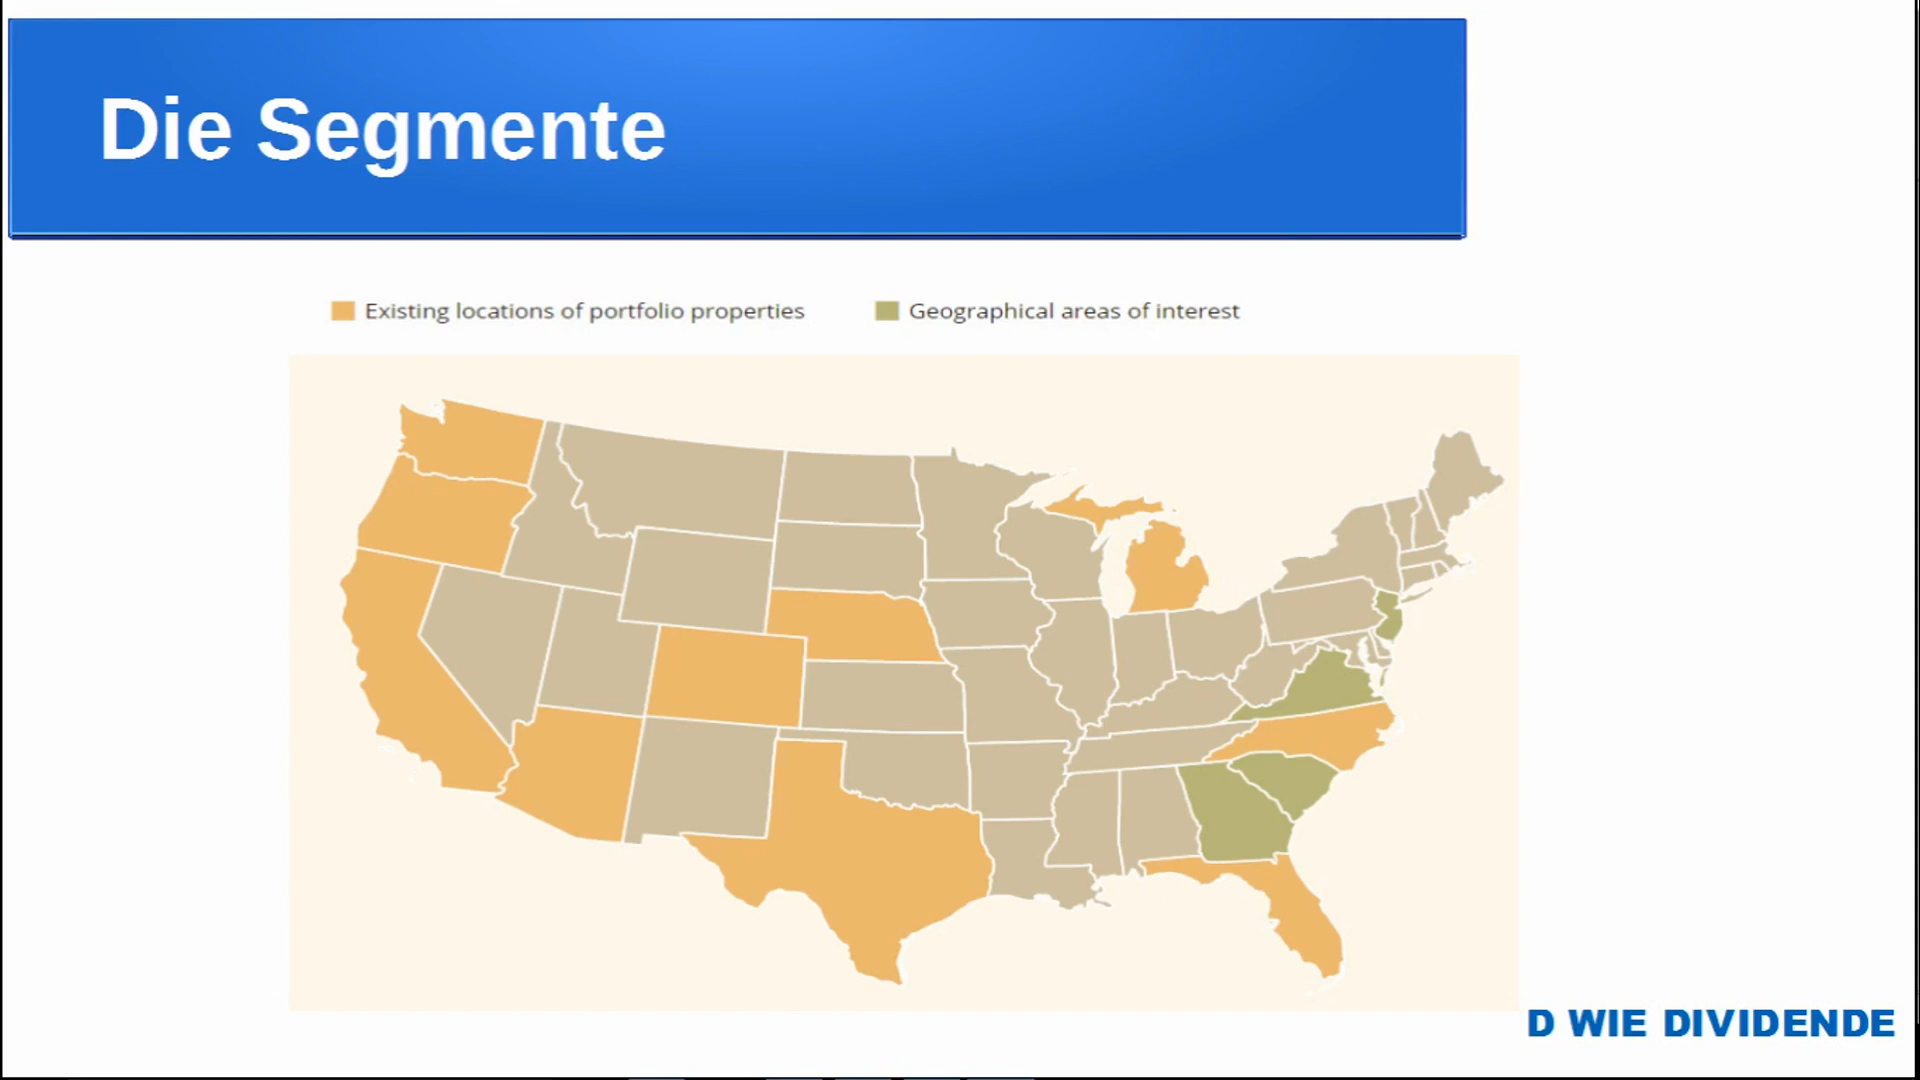 Die Segmente
Existing locations of portfolio properties
Geographical areas of interest
D WIE DIVIDENDE